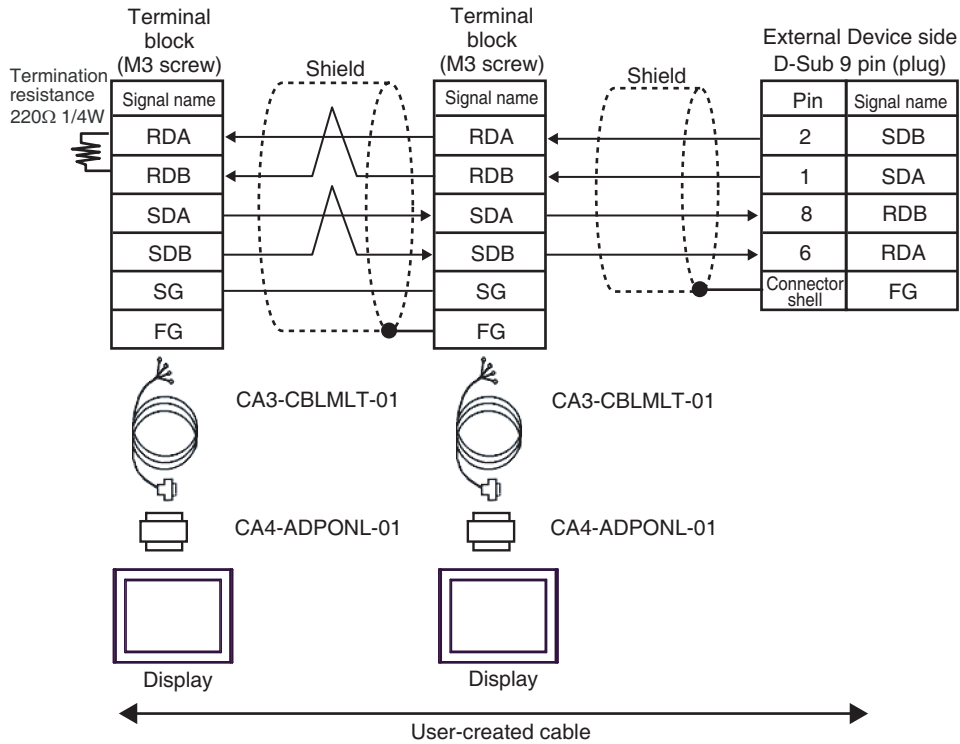 Terminal
block
(M3 screw)
Terminal
block
(M3 screw)
External Device side
D-Sub 9 pin (plug)
Termination
resistance
220Ω 1/4W
Shield
Shield
Signal name
Signal name
Pin
Signal name
RDA
RDA
2
SDB
RDB
RDB
1
SDA
SDA
SDA
8
RDB
SDB
SDB
6
RDA
SG
SG
Connector
shell
FG
FG
FG
CA3-CBLMLT-01
CA3-CBLMLT-01
CA4-ADPONL-01
CA4-ADPONL-01
Display
Display
User-created cable